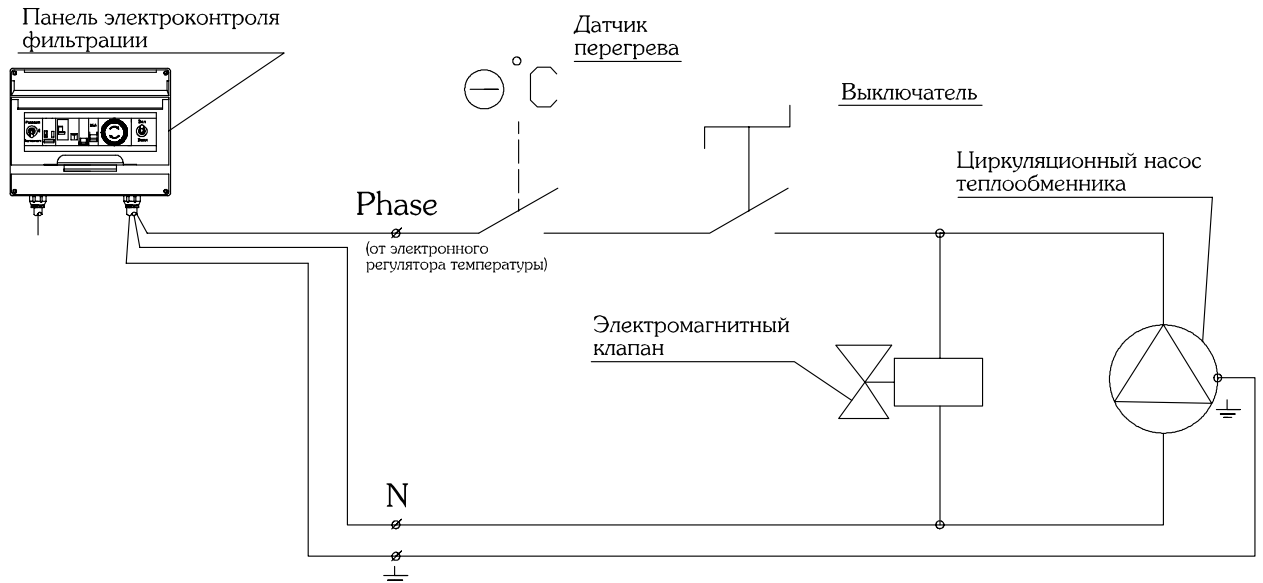 Панель электроконтроля
фильтрации
Датчик
перегрева
Выключатель
Циркуляционный насос
теплообменника
Phase
(от электронного
регулятора температуры)
Электромагнитный
клапан
N